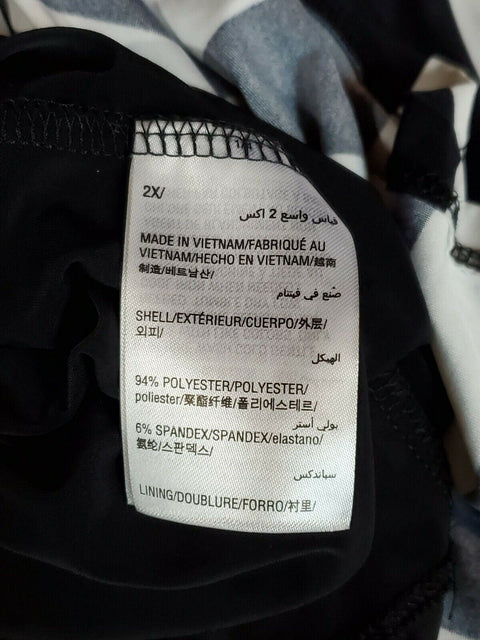 2X/
قياس واسع 2 اكس
MADE IN VIETNAM/FABRIQUÉ AU
VIETNAM/HECHO EN VIETNAM/越南
制造/베트남산/
صنع في فيتنام
SHELL/EXTÉRIEUR/CUERPO/外层/
외피/
الهيكل
94% POLYESTER/POLYESTER/
poliester/聚酯纤维/폴리에스테르/
بولي أستر
6% SPANDEX/SPANDEX/elastano/
氨纶/스판덱스/
سباندكس
LINING/DOUBLURE/FORRO/衬里/